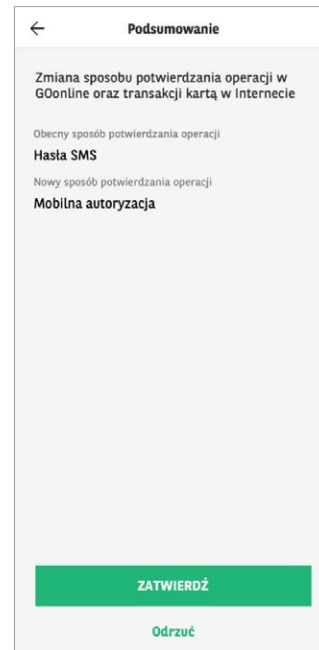 Podsumowanie
Zmiana sposobu potwierdzania operacji w
GOonline oraz transakcji kartą w Internecie
Obecny sposób potwierdzania operacji
Hasła SMS
Nowy sposób potwierdzania operacji
Mobilna autoryzacja
ZATWIERDŹ
Odrzuć